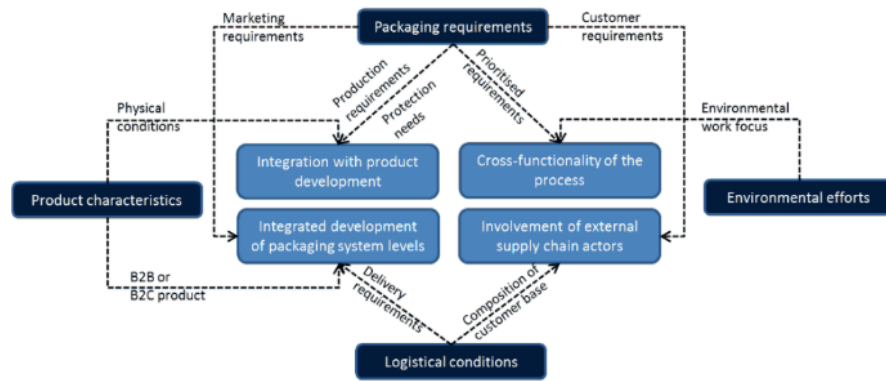 Marketing
requirements
Packaging requirements
Customer
requirements
Production
requirements
Protection
needs
Prioritised
requirements
Physical
conditions
Environmental
work focus
Integration with product
development
Cross-functionality of the
process
Product characteristics
Environmental efforts
Integrated development
of packaging system levels
Involvement of external
supply chain actors
B2B or
B2C product
Delivery
requirements
Composition of
customer base
Logistical conditions